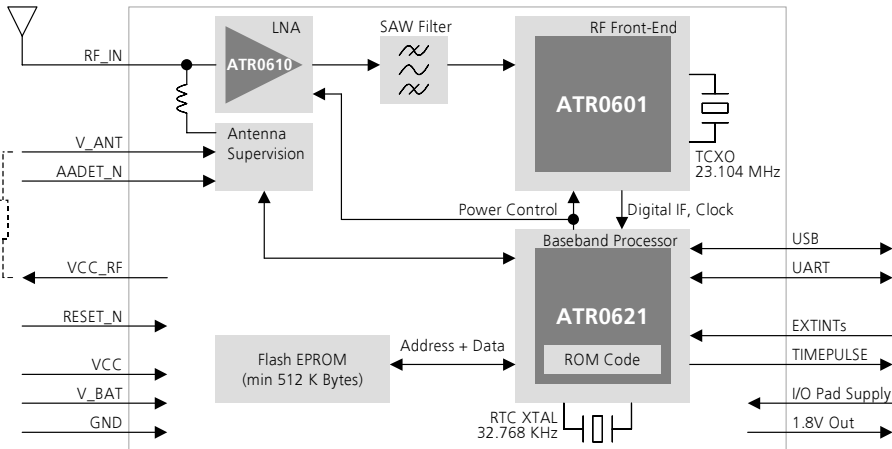 LNA
SAW Filter
RF Front-End
RF_IN
ATR0610
ATR0601
V_ANT
Antenna
Supervision
AADET_N
TCXO
23.104 MHz
Power Control
Digital IF, Clock
Baseband Processor
USB
VCC_RF
UART
RESET_N
ATR0621
EXTINTs
Address + Data
TIMEPULSE
Flash EPROM
(min 512 K Bytes)
ROM Code
VCC
V_BAT
I/O Pad Supply
GND
RTC XTAL
32.768 KHz
1.8V Out